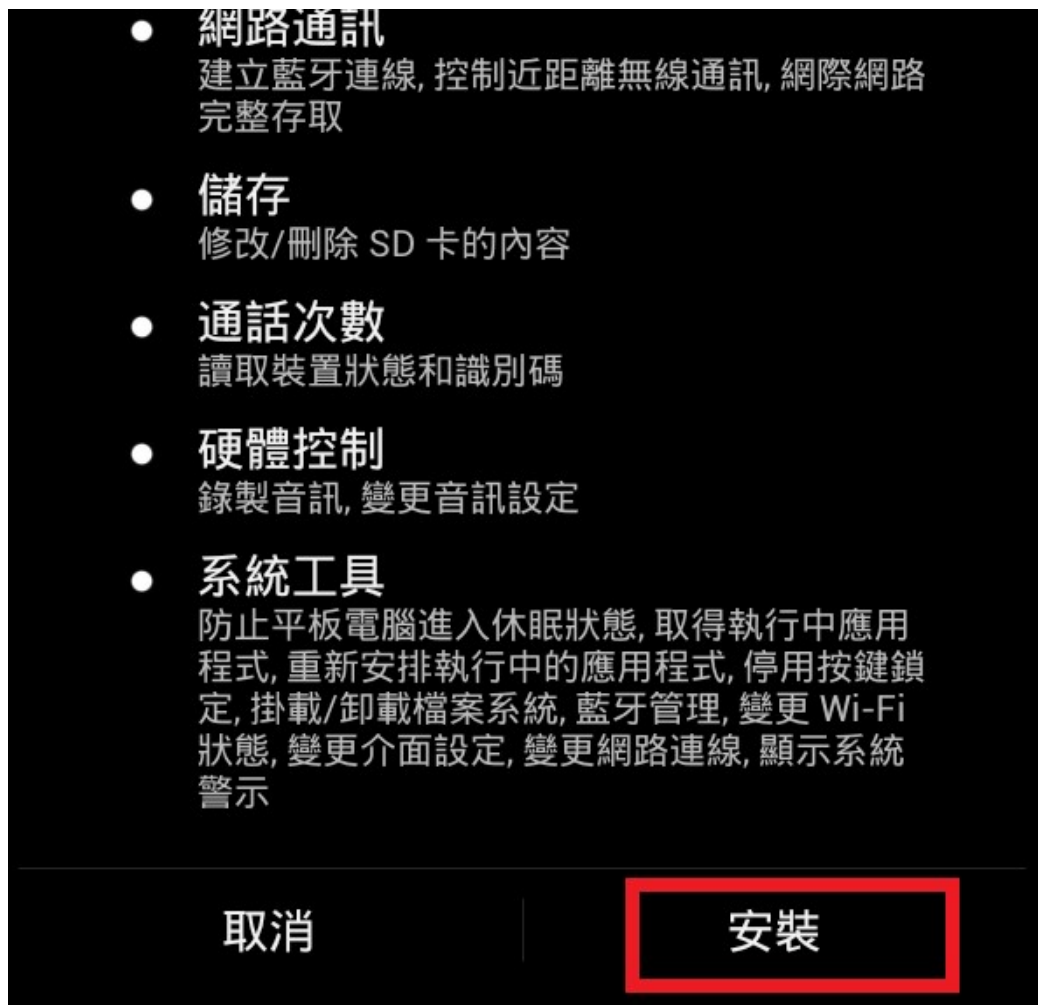 網路通訊
建立藍牙連線, 控制近距離無線通訊, 網際網路
完整存取
儲存
修改/刪除 SD 卡的內容
通話次數
讀取裝置狀態和識別碼
硬體控制
錄製音訊, 變更音訊設定
系統工具
防止平板電腦進入休眠狀態, 取得執行中應用
程式, 重新安排執行中的應用程式, 停用按鍵鎖
定, 掛載/卸載檔案系統, 藍牙管理, 變更 Wi-Fi
狀態, 變更介面設定, 變更網路連線, 顯示系統
警示
取消
安裝